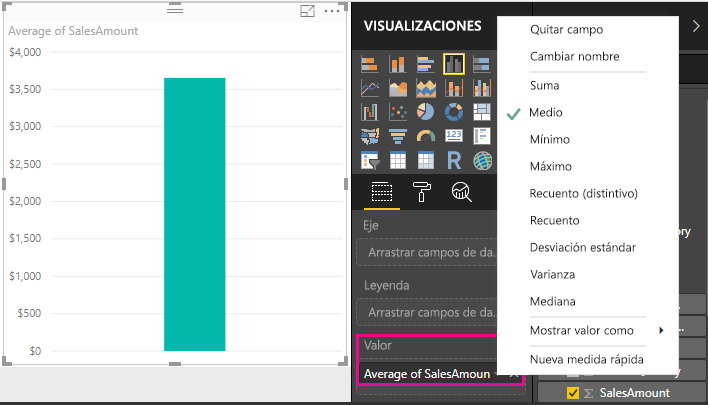 Average of SalesAmount
$4,000
$3,500
$3,000
$2,500
$2,000
$1,500
$1,000
$500
$0
VISUALIZACIONES
123
R
Eje
Arrastrar campos de da...
Leyenda
Arrastrar campos de da...
Valor
Average of SalesAmoun
Quitar campo
Cambiar nombre
Suma
Medio
Mínimo
Máximo
Recuento (distintivo)
Recuento
Desviación estándar
Varianza
Mediana
Mostrar valor como
Nueva medida rápida
SalesAmount